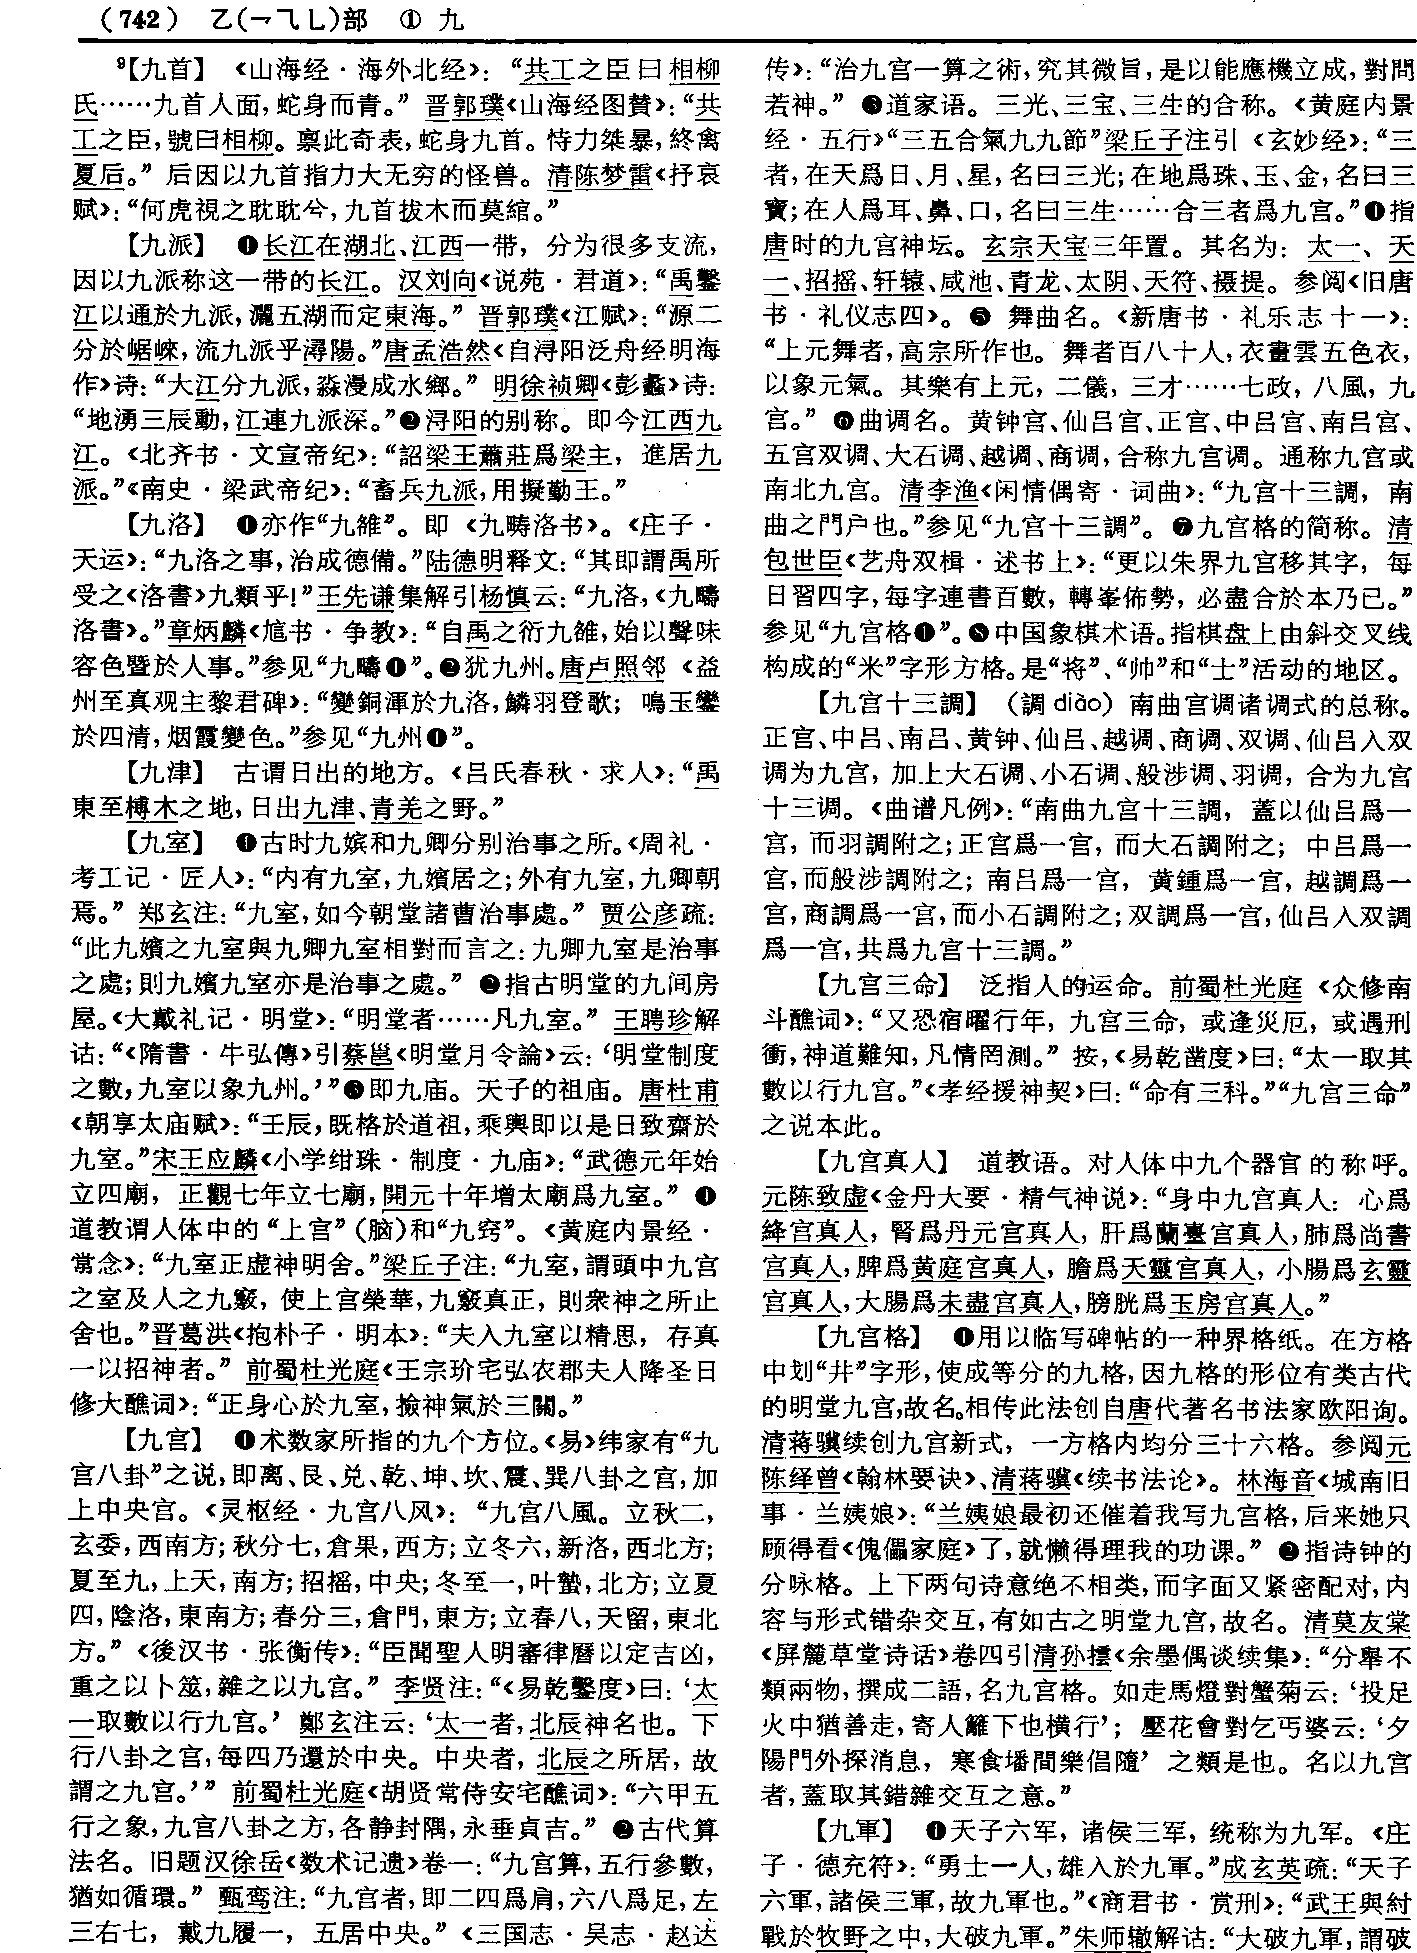 （742） 乙(乛乁乚)部 ① 九
⁹【九首】 《山海经·海外北经》：“共工之臣曰相柳
氏……九首人面，蛇身而青。”晋郭璞《山海经图贊》：“共
工之臣，號曰相柳。禀此奇表，蛇身九首。恃力桀暴，終禽
夏后。”后因以九首指力大无穷的怪兽。清陈梦雷《抒哀
赋》：“何虎視之耽耽兮，九首拔木而莫綰。”
【九派】 ❶长江在湖北、江西一带，分为很多支流，
因以九派称这一带的长江。汉刘向《说苑·君道》：“禹鑿
江以通於九派，灑五湖而定東海。”晋郭璞《江赋》：“源二
分於崌崍，流九派乎潯陽。”唐孟浩然《自浔阳泛舟经明海
作》诗：“大江分九派，淼漫成水鄉。”明徐祯卿《彭蠡》诗：
“地湧三辰動，江連九派深。”❷浔阳的别称。即今江西九
江。《北齐书·文宣帝纪》：“詔梁王蕭莊爲梁主，進居九
派。”《南史·梁武帝纪》：“畜兵九派，用擬勤王。”
【九洛】 ❶亦作“九雒”。即《九畴洛书》。《庄子·
天运》：“九洛之事，治成德備。”陆德明释文：“其即謂禹所
受之《洛書》九類乎！”王先谦集解引杨慎云：“九洛，《九疇
洛書》。”章炳麟《訄书·争教》：“自禹之衍九雒，始以聲味
容色暨於人事。”参见“九疇❶”。❷犹九州。唐卢照邻《益
州至真观主黎君碑》：“變銅渾於九洛，鱗羽登歌；鳴玉鑾
於四清，烟霞變色。”参见“九州❶”。
【九津】 古谓日出的地方。《吕氏春秋·求人》：“禹
東至榑木之地，日出九津、青羌之野。”
【九室】 ❶古时九嫔和九卿分别治事之所。《周礼·
考工记·匠人》：“内有九室，九嬪居之；外有九室，九卿朝
焉。”郑玄注：“九室，如今朝堂諸曹治事處。”贾公彦疏：
“此九嬪之九室與九卿九室相對而言之：九卿九室是治事
之處；則九嬪九室亦是治事之處。”❷指古明堂的九间房
屋。《大戴礼记·明堂》：“明堂者……凡九室。”王聘珍解
诂：“《隋書·牛弘傳》引蔡邕《明堂月令論》云：‘明堂制度
之數，九室以象九州。’”❸即九庙。天子的祖庙。唐杜甫
《朝享太庙赋》：“壬辰，既格於道祖，乘輿即以是日致齋於
九室。”宋王应麟《小学绀珠·制度·九庙》：“武德元年始
立四廟，正觀七年立七廟，開元十年增太廟爲九室。”❹
道教谓人体中的“上宫”（脑）和“九窍”。《黄庭内景经·
常念》：“九室正虚神明舍。”梁丘子注：“九室，謂頭中九宫
之室及人之九竅，使上宫榮華，九竅真正，則衆神之所止
舍也。”晋葛洪《抱朴子·明本》：“夫入九室以精思，存真
一以招神者。”前蜀杜光庭《王宗玠宅弘农郡夫人降圣日
修大醮词》：“正身心於九室，撿神氣於三關。”
【九宫】 ❶术数家所指的九个方位。《易》纬家有“九
宫八卦”之说，即离、艮、兑、乾、坤、坎、震、巽八卦之宫，加
上中央宫。《灵枢经·九宫八风》：“九宫八風。立秋二，
玄委，西南方；秋分七，倉果，西方；立冬六，新洛，西北方；
夏至九，上天，南方；招摇，中央；冬至一，叶蟄，北方；立夏
四，陰洛，東南方；春分三，倉門，東方；立春八，天留，東北
方。”《後汉书·张衡传》：“臣聞聖人明審律曆以定吉凶，
重之以卜筮，雜之以九宫。”李贤注：“《易乾鑿度》曰：‘太
一取數以行九宫。’鄭玄注云：‘太一者，北辰神名也。下
行八卦之宫，每四乃還於中央。中央者，北辰之所居，故
謂之九宫。’”前蜀杜光庭《胡贤常侍安宅醮词》：“六甲五
行之象，九宫八卦之方，各静封隅，永垂貞吉。”❷古代算
法名。旧题汉徐岳《数术记遗》卷一：“九宫算，五行參數，
猶如循環。”甄鸾注：“九宫者，即二四爲肩，六八爲足，左
三右七，戴九履一，五居中央。”《三国志·吴志·赵达
传》：“治九宫一算之術，究其微旨，是以能應機立成，對問
若神。”❸道家语。三光、三宝、三生的合称。《黄庭内景
经·五行》“三五合氣九九節”梁丘子注引《玄妙经》：“三
者，在天爲日、月、星，名曰三光；在地爲珠、玉、金，名曰三
寳；在人爲耳、鼻、口，名曰三生……合三者爲九宫。”❹指
唐时的九宫神坛。玄宗天宝三年置。其名为：太一、天
一、招摇、轩辕、咸池、青龙、太阴、天符、摄提。参阅《旧唐
书·礼仪志四》。❺舞曲名。《新唐书·礼乐志十一》：
“上元舞者，高宗所作也。舞者百八十人，衣畫雲五色衣，
以象元氣。其樂有上元，二儀，三才……七政，八風，九
宫。”❻曲调名。黄钟宫、仙吕宫、正宫、中吕宫、南吕宫、
五宫双调、大石调、越调、商调，合称九宫调。通称九宫或
南北九宫。清李渔《闲情偶寄·词曲》：“九宫十三調，南
曲之門户也。”参见“九宫十三調”。❼九宫格的简称。清
包世臣《艺舟双楫·述书上》：“更以朱界九宫移其字，每
日習四字，每字連書百數，轉峯佈勢，必盡合於本乃已。”
参见“九宫格❶”。❽中国象棋术语。指棋盘上由斜交叉线
构成的“米”字形方格。是“将”、“帅”和“士”活动的地区。
【九宫十三調】 （調 diào）南曲宫调诸调式的总称。
正宫、中吕、南吕、黄钟、仙吕、越调、商调、双调、仙吕入双
调为九宫，加上大石调、小石调、般涉调、羽调，合为九宫
十三调。《曲谱凡例》：“南曲九宫十三調，蓋以仙吕爲一
宫，而羽調附之；正宫爲一宫，而大石調附之；中吕爲一
宫，而般涉調附之；南吕爲一宫，黄鍾爲一宫，越調爲一
宫，商調爲一宫，而小石調附之；双調爲一宫，仙吕入双調
爲一宫，共爲九宫十三調。”
【九宫三命】 泛指人的运命。前蜀杜光庭《众修南
斗醮词》：“又恐宿曜行年，九宫三命，或逢災厄，或遇刑
衝，神道難知，凡情罔測。”按，《易乾凿度》曰：“太一取其
數以行九宫。”《孝经援神契》曰：“命有三科。”“九宫三命”
之说本此。
【九宫真人】 道教语。对人体中九个器官的称呼。
元陈致虚《金丹大要·精气神说》：“身中九宫真人：心爲
絳宫真人，腎爲丹元宫真人，肝爲蘭臺宫真人，肺爲尚書
宫真人，脾爲黄庭宫真人，膽爲天靈宫真人，小腸爲玄靈
宫真人，大腸爲未盡宫真人，膀胱爲玉房宫真人。”
【九宫格】 ❶用以临写碑帖的一种界格纸。在方格
中划“井”字形，使成等分的九格，因九格的形位有类古代
的明堂九宫，故名。相传此法创自唐代著名书法家欧阳询。
清蒋骥续创九宫新式，一方格内均分三十六格。参阅元
陈绎曾《翰林要诀》、清蒋骥《续书法论》。林海音《城南旧
事·兰姨娘》：“兰姨娘最初还催着我写九宫格，后来她只
顾得看《傀儡家庭》了，就懒得理我的功课。”❷指诗钟的
分咏格。上下两句诗意绝不相类，而字面又紧密配对，内
容与形式错杂交互，有如古之明堂九宫，故名。清莫友棠
《屏麓草堂诗话》卷四引清孙㯋《余墨偶谈续集》：“分舉不
類兩物，撰成二語，名九宫格。如走馬燈對蟹菊云：‘投足
火中猶善走，寄人籬下也横行’；壓花會對乞丐婆云：‘夕
陽門外探消息，寒食墦間樂倡隨’之類是也。名以九宫
者，蓋取其錯雜交互之意。”
【九軍】 ❶天子六军，诸侯三军，统称为九军。《庄
子·德充符》：“勇士一人，雄入於九軍。”成玄英疏：“天子
六軍，諸侯三軍，故九軍也。”《商君书·赏刑》：“武王與紂
戰於牧野之中，大破九軍。”朱师辙解诂：“大破九軍，謂破